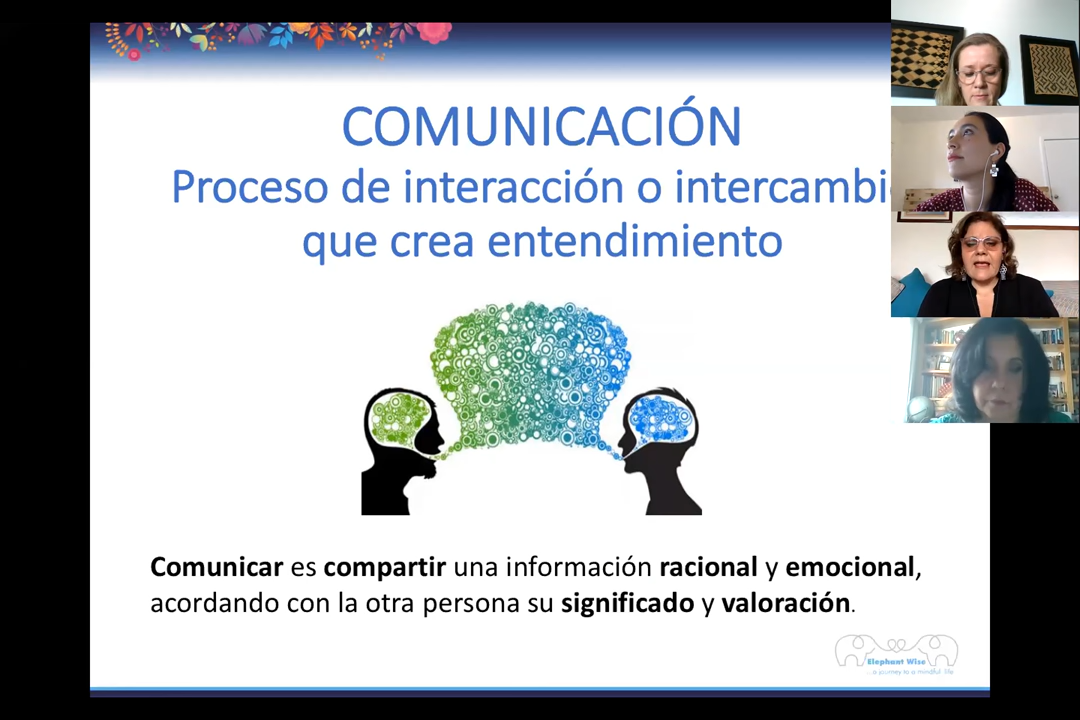 COMUNICACIÓN
Proceso de interacción o intercambi
que crea entendimiento
Comunicar es compartir una información racional y emocional,
acordando con la otra persona su significado y valoración.
Elephant Wise
...a journey to a mindful life